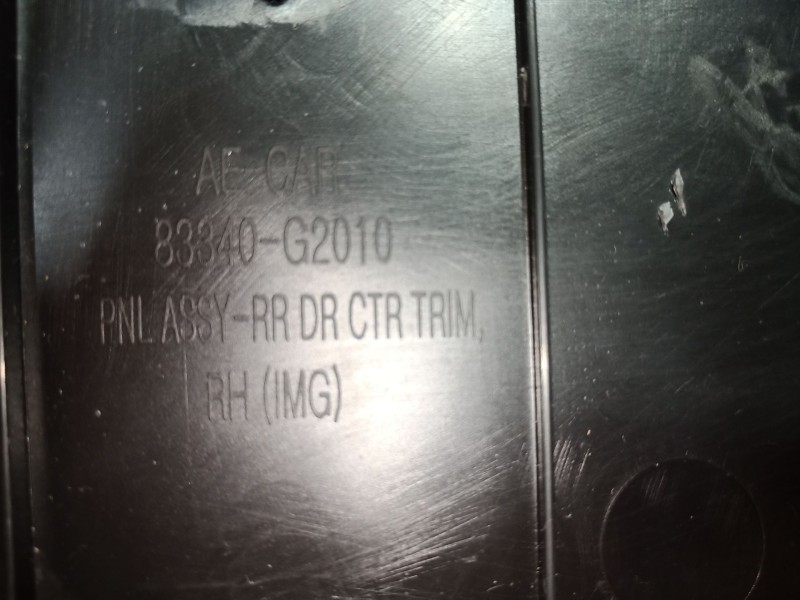 AE CAR
83340-G2010
PNL ASSY-RR DR CTR TRIM,
RH (IMG)